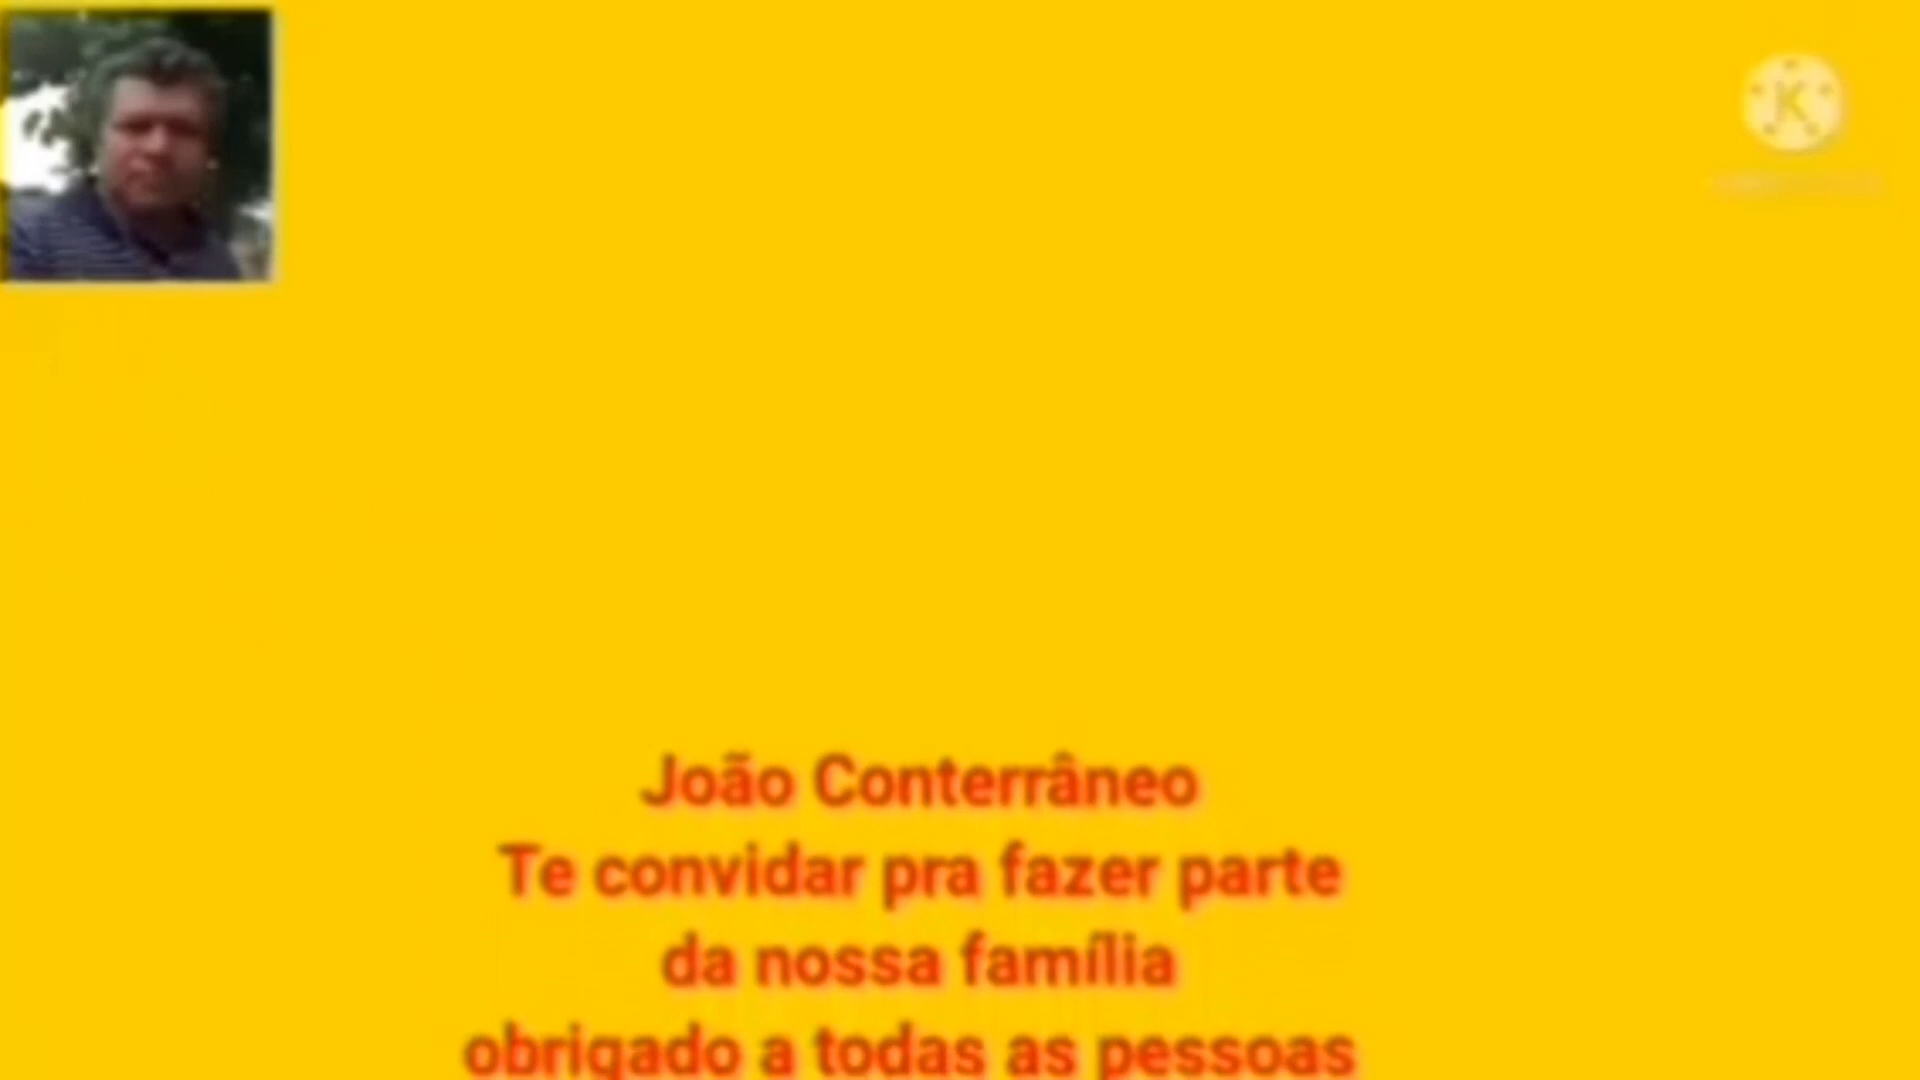 K
João Conterrâneo
Te convidar pra fazer parte
da nossa família
obrigado a todas as pessoas